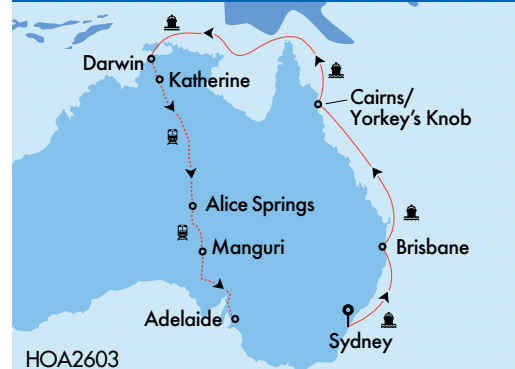 Darwin
Katherine
Cairns/
Yorkey's Knob
Alice Springs
Manguri
Brisbane
Adelaide
Sydney
HOA2603